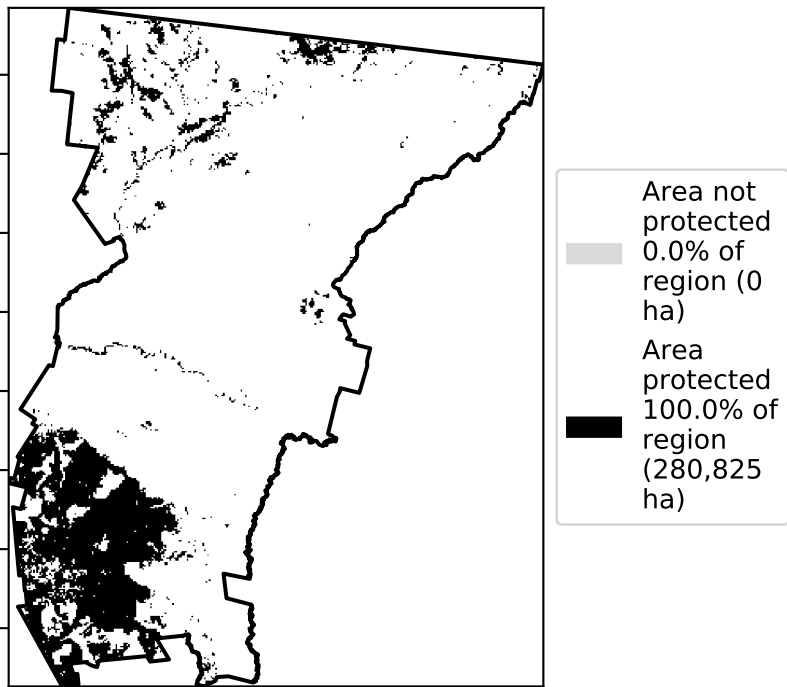 Area not
protected
0.0% of
region (0
ha)
Area
protected
100.0% of
region
(280,825
ha)